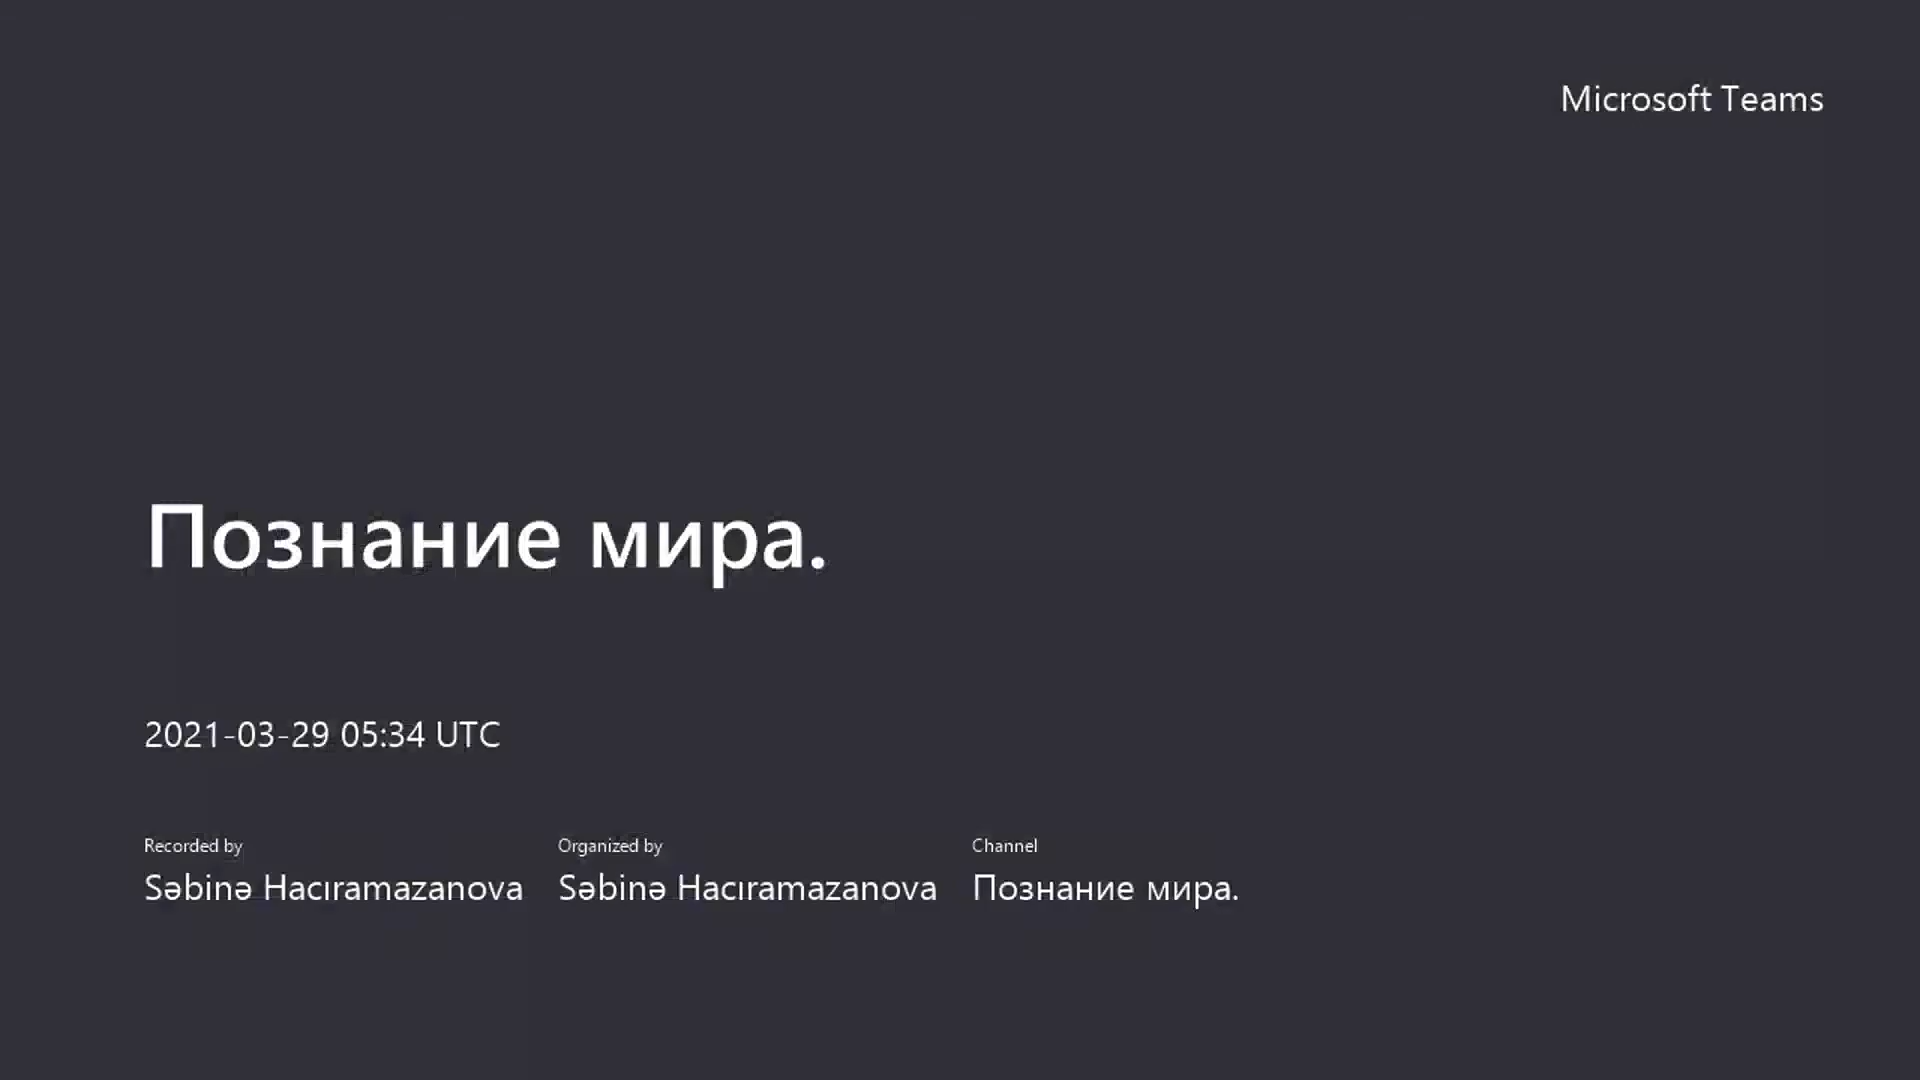 Microsoft Teams
Познание мира.
2021-03-29 05:34 UTC
Recorded by
Səbinə Hacıramazanova
Organized by
Səbinə Hacıramazanova
Channel
Познание мира.